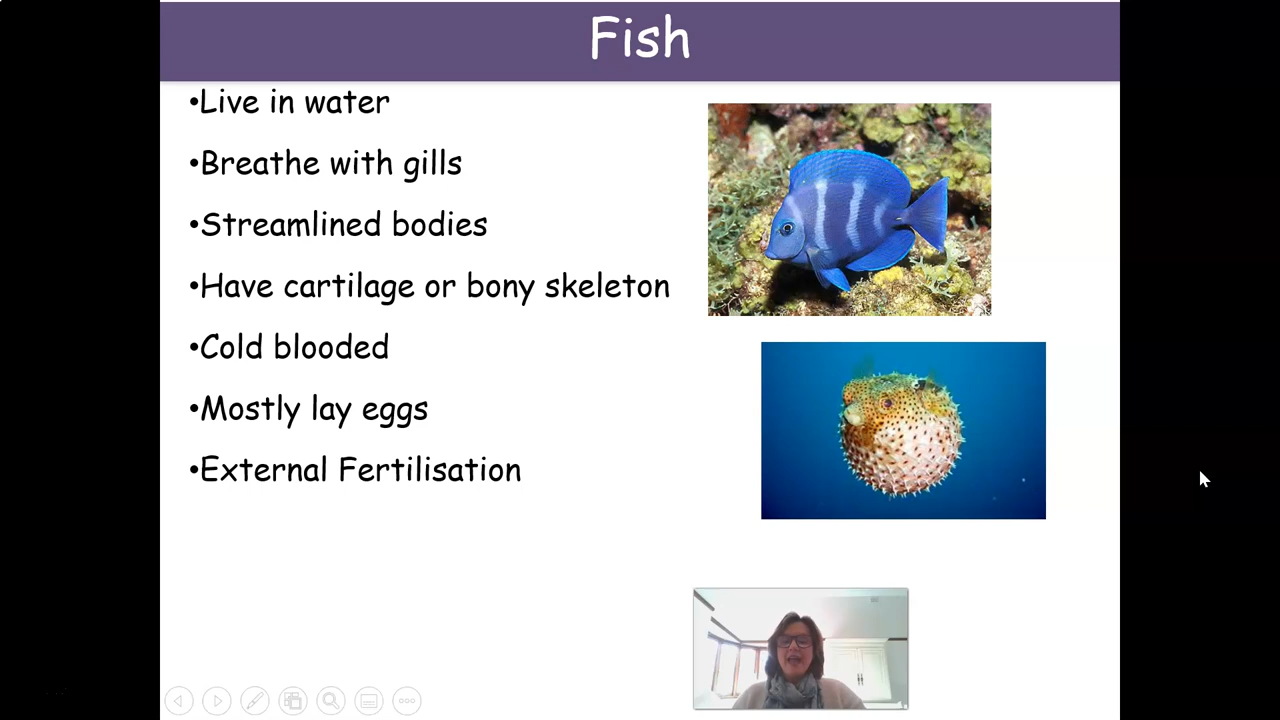 Fish
•Live in water
•Breathe with gills
•Streamlined bodies
•Have cartilage or bony skeleton
•Cold blooded
•Mostly lay eggs
•External Fertilisation